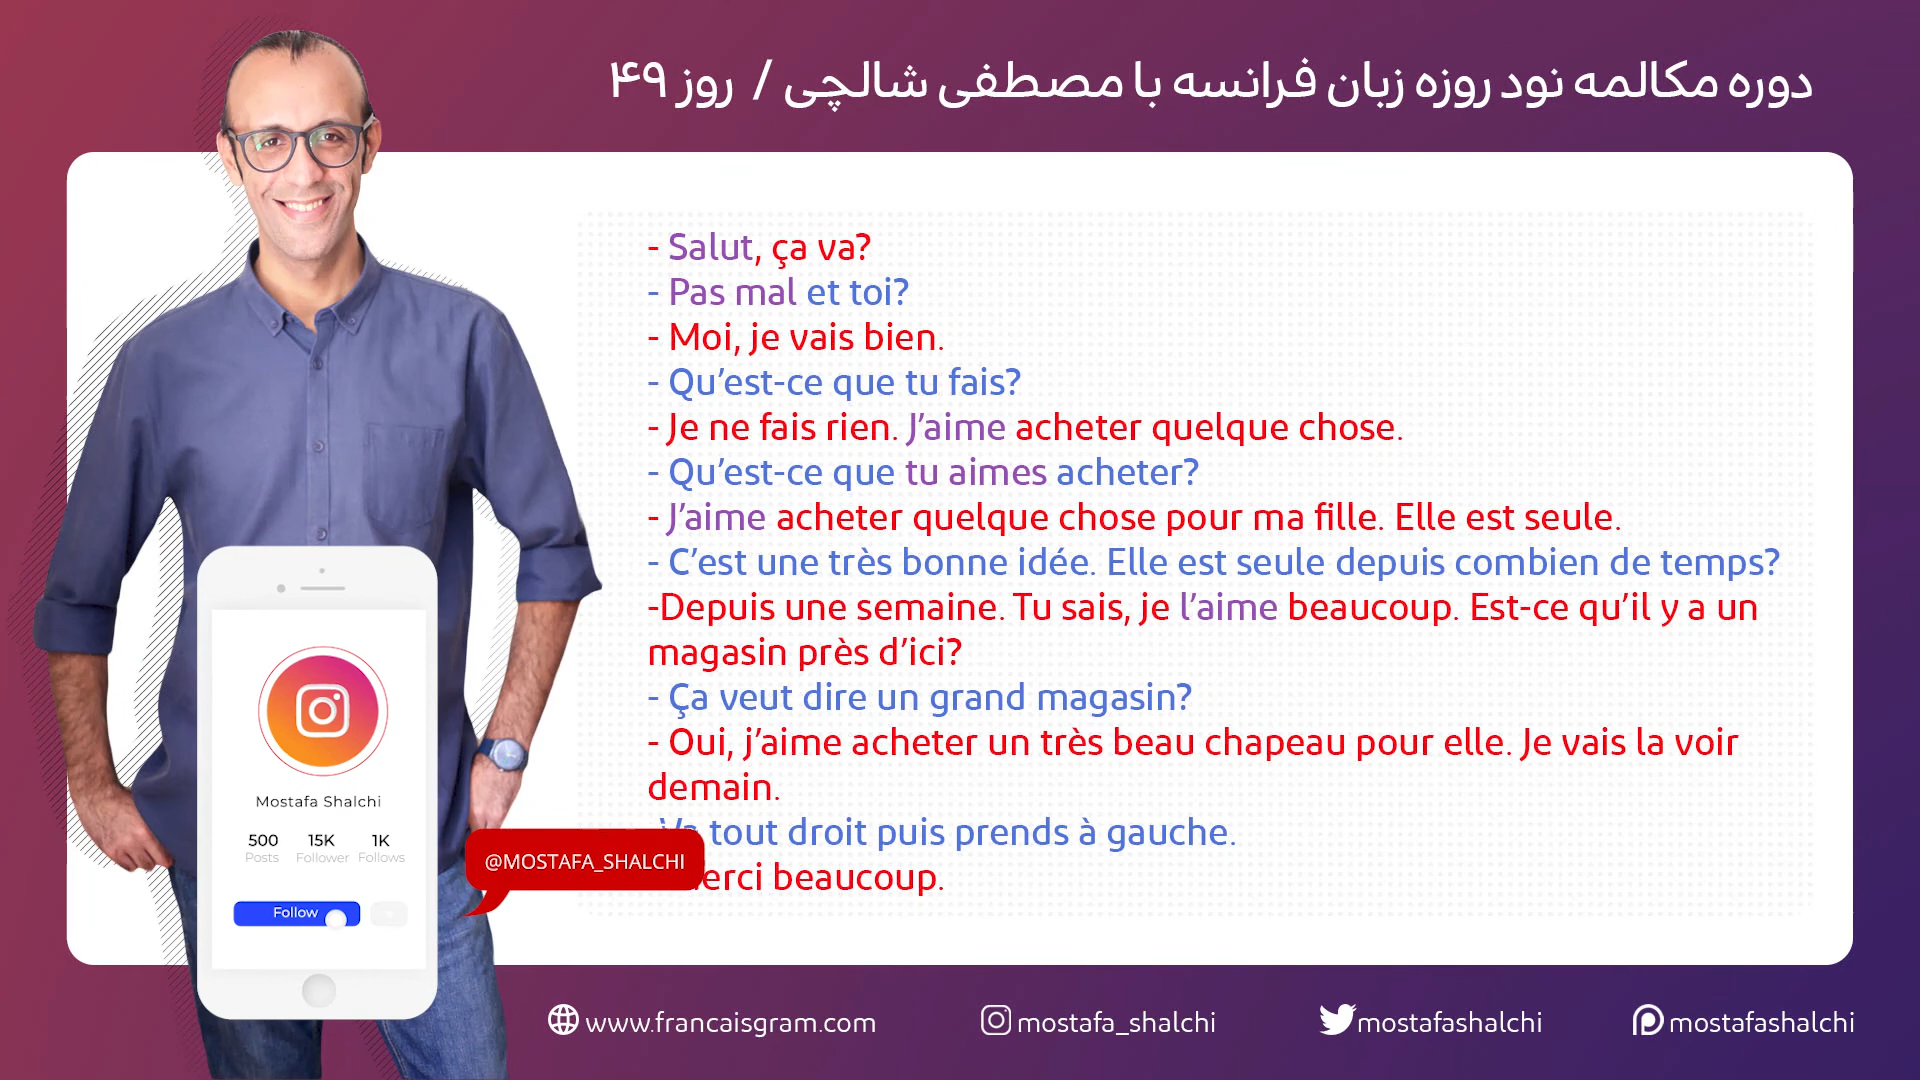 دوره مکالمه نود روزه زبان فرانسه با مصطفی شالچی / روز ۴۹
- Salut, ça va?
- Pas mal et toi?
- Moi, je vais bien.
- Qu’est-ce que tu fais?
- Je ne fais rien. J’aime acheter quelque chose.
- Qu’est-ce que tu aimes acheter?
- J’aime acheter quelque chose pour ma fille. Elle est seule.
- C’est une très bonne idée. Elle est seule depuis combien de temps?
-Depuis une semaine. Tu sais, je l’aime beaucoup. Est-ce qu’il y a un
magasin près d’ici?
- Ça veut dire un grand magasin?
- Oui, j’aime acheter un très beau chapeau pour elle. Je vais la voir
demain.
Va tout droit puis prends à gauche.
erci beaucoup.
Mostafa Shalchi
500 15K 1K
Posts Follower Follows
Follow
@MOSTAFA_SHALCHI
www.francaisgram.com
mostafa_shalchi
mostafashalchi
mostafashalchi